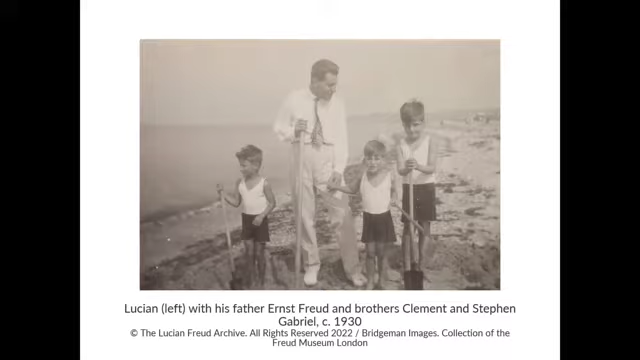 Lucian (left) with his father Ernst Freud and brothers Clement and Stephen
Gabriel, c. 1930
© The Lucian Freud Archive. All Rights Reserved 2022 / Bridgeman Images. Collection of the
Freud Museum London